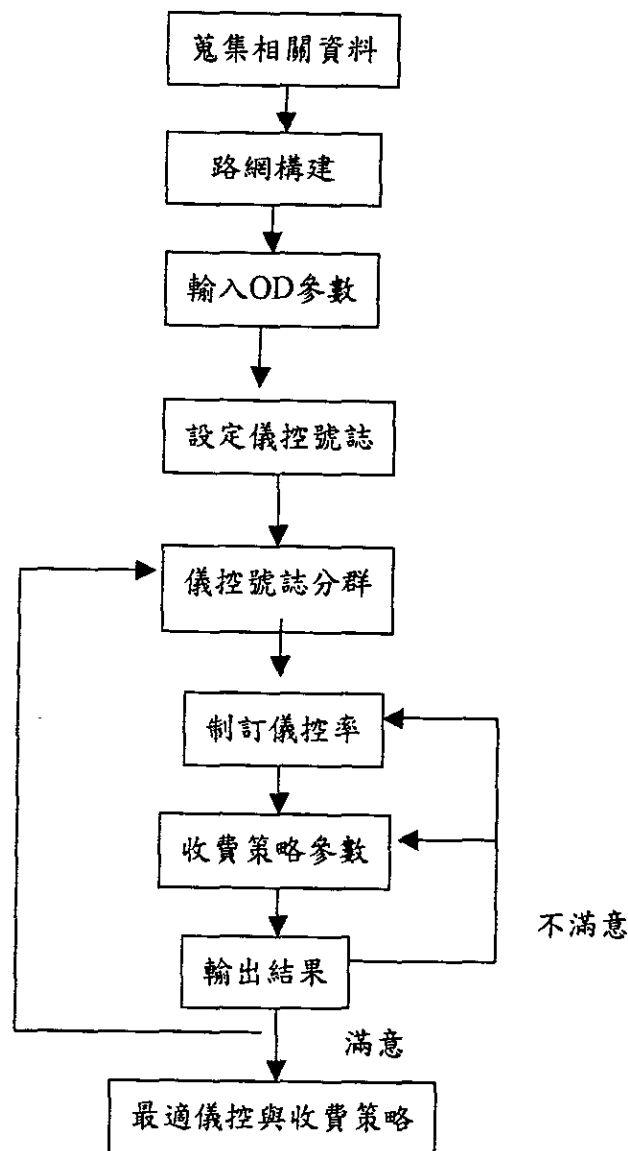 蒐集相關資料
路網構建
輸入OD參數
設定儀控號誌
儀控號誌分群
制訂儀控率
收費策略參數
不滿意
輸出結果
滿意
最適儀控與收費策略